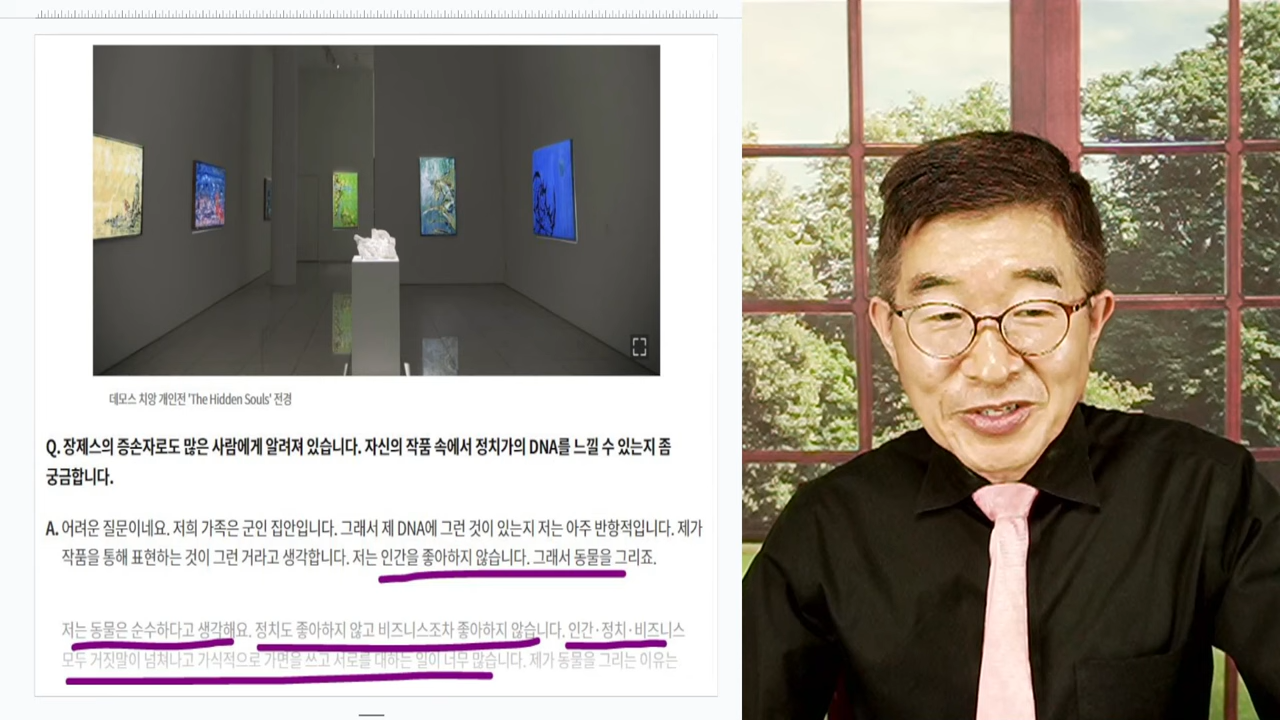 데모스 치앙 개인전 'The Hidden Souls' 전경
Q. 장제스의 증손자로도 많은 사람에게 알려져 있습니다. 자신의 작품 속에서 정치가의 DNA를 느낄 수 있는지 좀
궁금합니다.
A. 어려운 질문이네요. 저희 가족은 군인 집안입니다. 그래서 제 DNA에 그런 것이 있는지 저는 아주 반항적입니다. 제가
작품을 통해 표현하는 것이 그런 거라고 생각합니다. 저는 인간을 좋아하지 않습니다. 그래서 동물을 그리죠.
저는 동물은 순수하다고 생각해요. 정치도 좋아하지 않고 비즈니스조차 좋아하지 않습니다. 인간·정치·비즈니스
모두 거짓말이 넘쳐나고 가식적으로 가면을 쓰고 서로를 대하는 일이 너무 많습니다. 제가 동물을 그리는 이유는